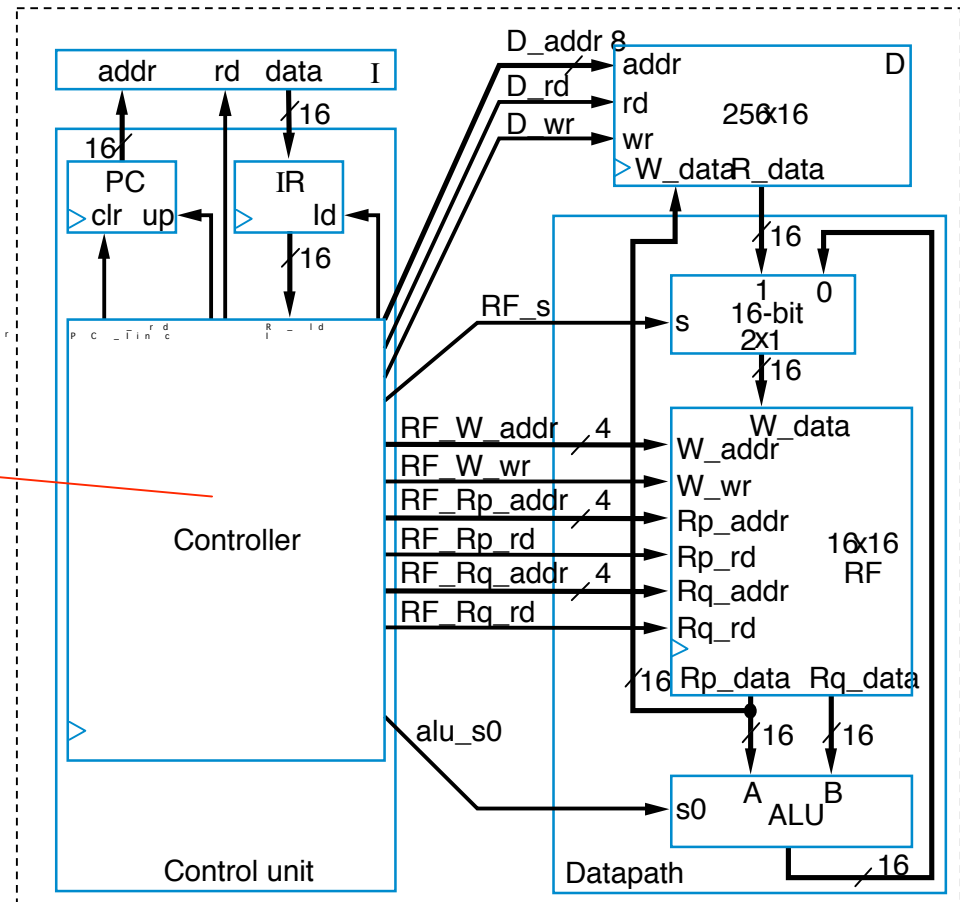 addr rd data I
16
16
PC
clr up
IR
ld
16
Controller
Control unit
D_addr 8
D_rd
D_wr
addr
rd
wr
D
256x16
W_data R_data
16
1 0
RF_s
s
16-bit
2x1
16
RF_W_addr 4
RF_W_wr
RF_Rp_addr 4
RF_Rp_rd
RF_Rq_addr 4
RF_Rq_rd
W_data
W_addr
W_wr
Rp_addr
Rp_rd
Rq_addr
Rq_rd
16x16
RF
Rp_data Rq_data
16
16
16
alu_s0
s0
A B
ALU
16
Datapath